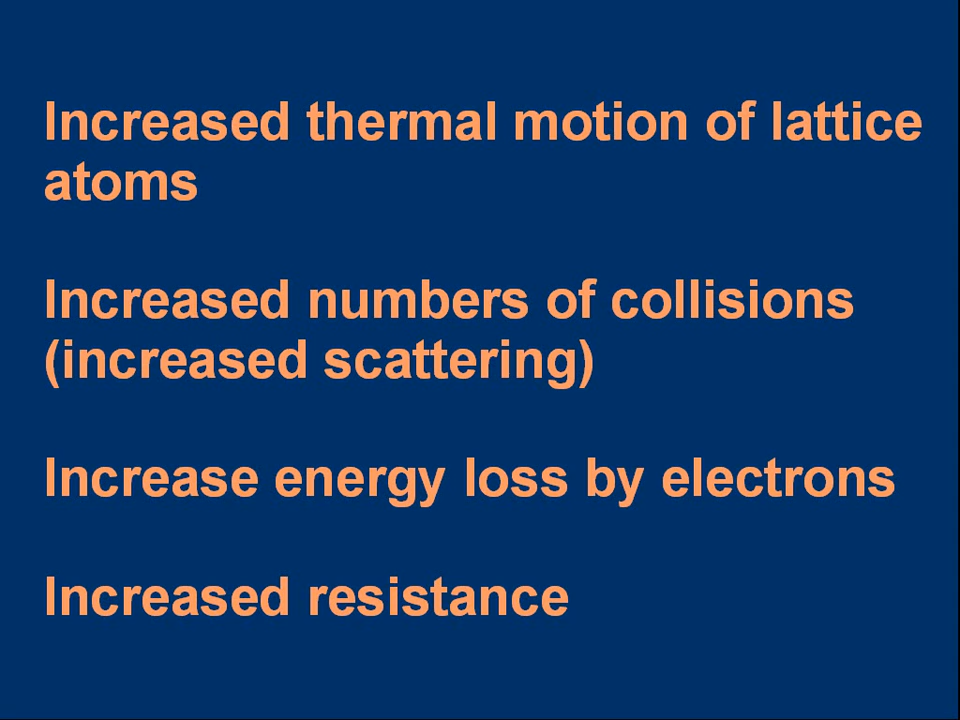 Increased thermal motion of lattice
atoms
Increased numbers of collisions
(increased scattering)
Increase energy loss by electrons
Increased resistance